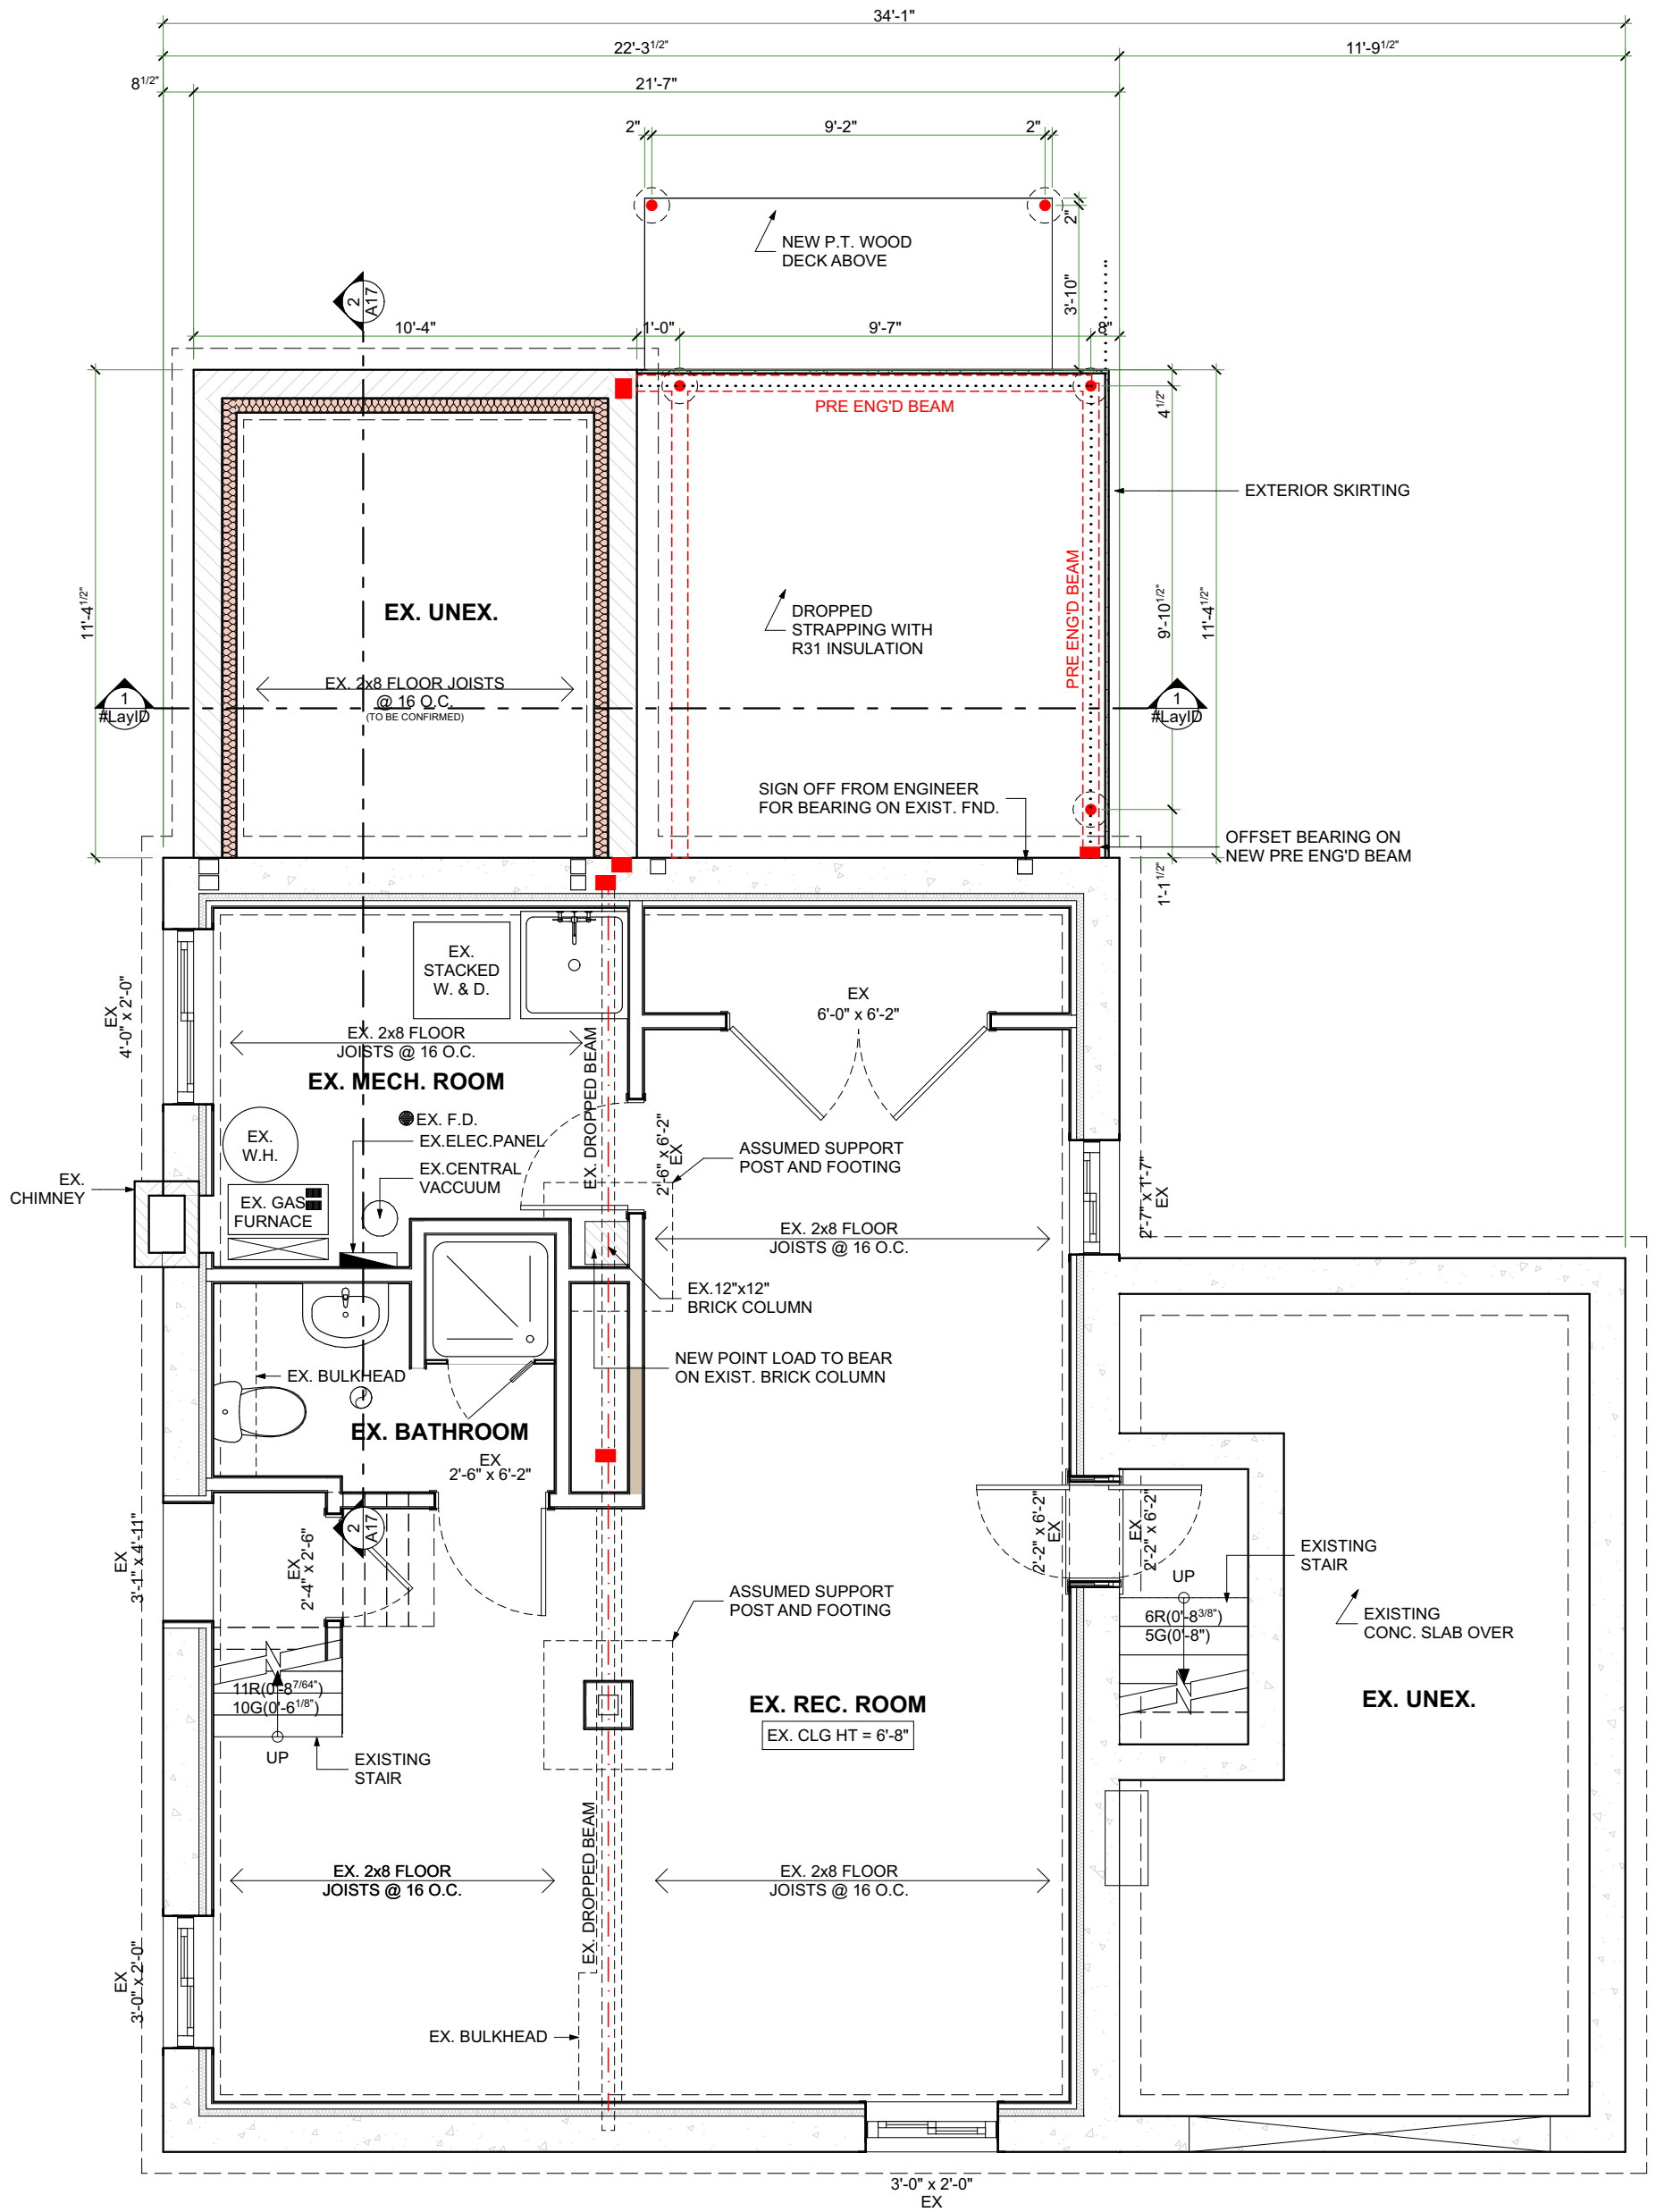 34'-1"
22'-3 1/2"
11'-9 1/2"
8 1/2"
21'-7"
2"
9'-2"
2"
2"
NEW P.T. WOOD
DECK ABOVE
3'-10"
2
A17
10'-4"
1'-0"
9'-7"
8"
PRE ENG'D BEAM
4 1/2"
EXTERIOR SKIRTING
11'-4 1/2"
EX. UNEX.
DROPPED
STRAPPING WITH
R31 INSULATION
PRE ENG'D BEAM
9'-10 1/2"
11'-4 1/2"
EX. 2x8 FLOOR JOISTS
@ 16 O.C.
(TO BE CONFIRMED)
1
#LayID
1
#LayID
SIGN OFF FROM ENGINEER
FOR BEARING ON EXIST. FND.
OFFSET BEARING ON
NEW PRE ENG'D BEAM
1'-1 1/2"
EX.
STACKED
W. & D.
EX
4'-0" x 2'-0"
EX
6'-0" x 6'-2"
EX. 2x8 FLOOR
JOISTS @ 16 O.C.
EX. MECH. ROOM
EX. DROPPED BEAM
EX. F.D.
EX.ELEC.PANEL
EX.
W.H.
EX.CENTRAL
VACCUUM
2'-6" x 6'-2"
EX
ASSUMED SUPPORT
POST AND FOOTING
2'-7" x 1'-7"
EX
EX.
CHIMNEY
EX. GAS
FURNACE
EX. 2x8 FLOOR
JOISTS @ 16 O.C.
EX.12"x12"
BRICK COLUMN
NEW POINT LOAD TO BEAR
ON EXIST. BRICK COLUMN
EX. BULKHEAD
EX. BATHROOM
EX
2'-6" x 6'-2"
EX
3'-1" x 4'-11"
EX
2'-4" x 2'-6"
2
A17
2'-2" x 6'-2"
EX
EX
2'-2" x 6'-2"
EXISTING
STAIR
UP
ASSUMED SUPPORT
POST AND FOOTING
6R(0'-8 3/8")
5G(0'-8")
EXISTING
CONC. SLAB OVER
11R(0'-8 7/64")
10G(0'-6 1/8")
UP
EXISTING
STAIR
EX. REC. ROOM
EX. CLG HT = 6'-8"
EX. UNEX.
EX. 2x8 FLOOR
JOISTS @ 16 O.C.
EX. DROPPED BEAM
EX. 2x8 FLOOR
JOISTS @ 16 O.C.
EX
3'-0" x 2'-0"
EX. BULKHEAD
3'-0" x 2'-0"
EX